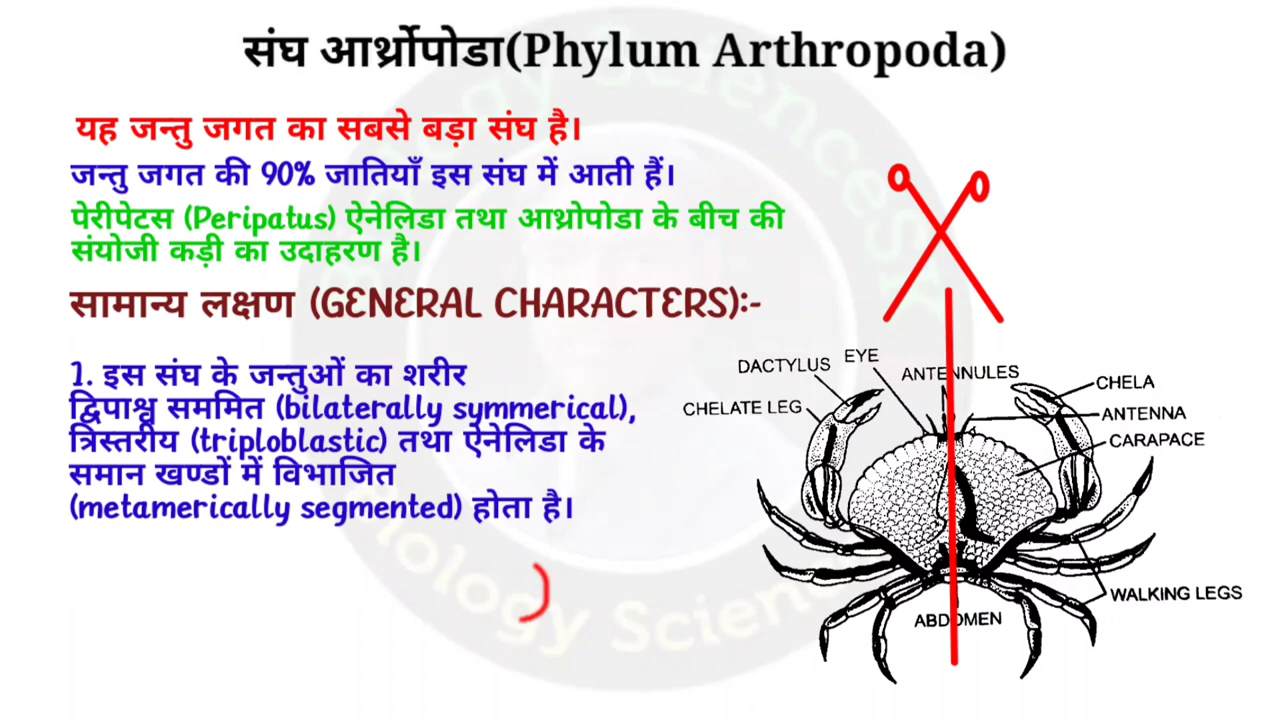 संघ आर्थ्रोपोडा(Phylum Arthropoda)
यह जन्तु जगत का सबसे बड़ा संघ है।
जन्तु जगत की 90% जातियाँ इस संघ में आती हैं।
पेरीपेटस (Peripatus) ऐनेलिडा तथा आथ्रोपोडा के बीच की
संयोजी कड़ी का उदाहरण है।
सामान्य लक्षण (GENERAL CHARACTERS):-
1. इस संघ के जन्तुओं का शरीर
द्विपाश्व सममित (bilaterally symmerical),
त्रिस्तरीय (triploblastic) तथा ऐनेलिडा के
समान खण्डों में विभाजित
(metamerically segmented) होता है।
DACTYLUS
EYE
ANTENNULES
CHELA
CHELATE LEG
ANTENNA
CARAPACE
WALKING LEGS
ABDOMEN